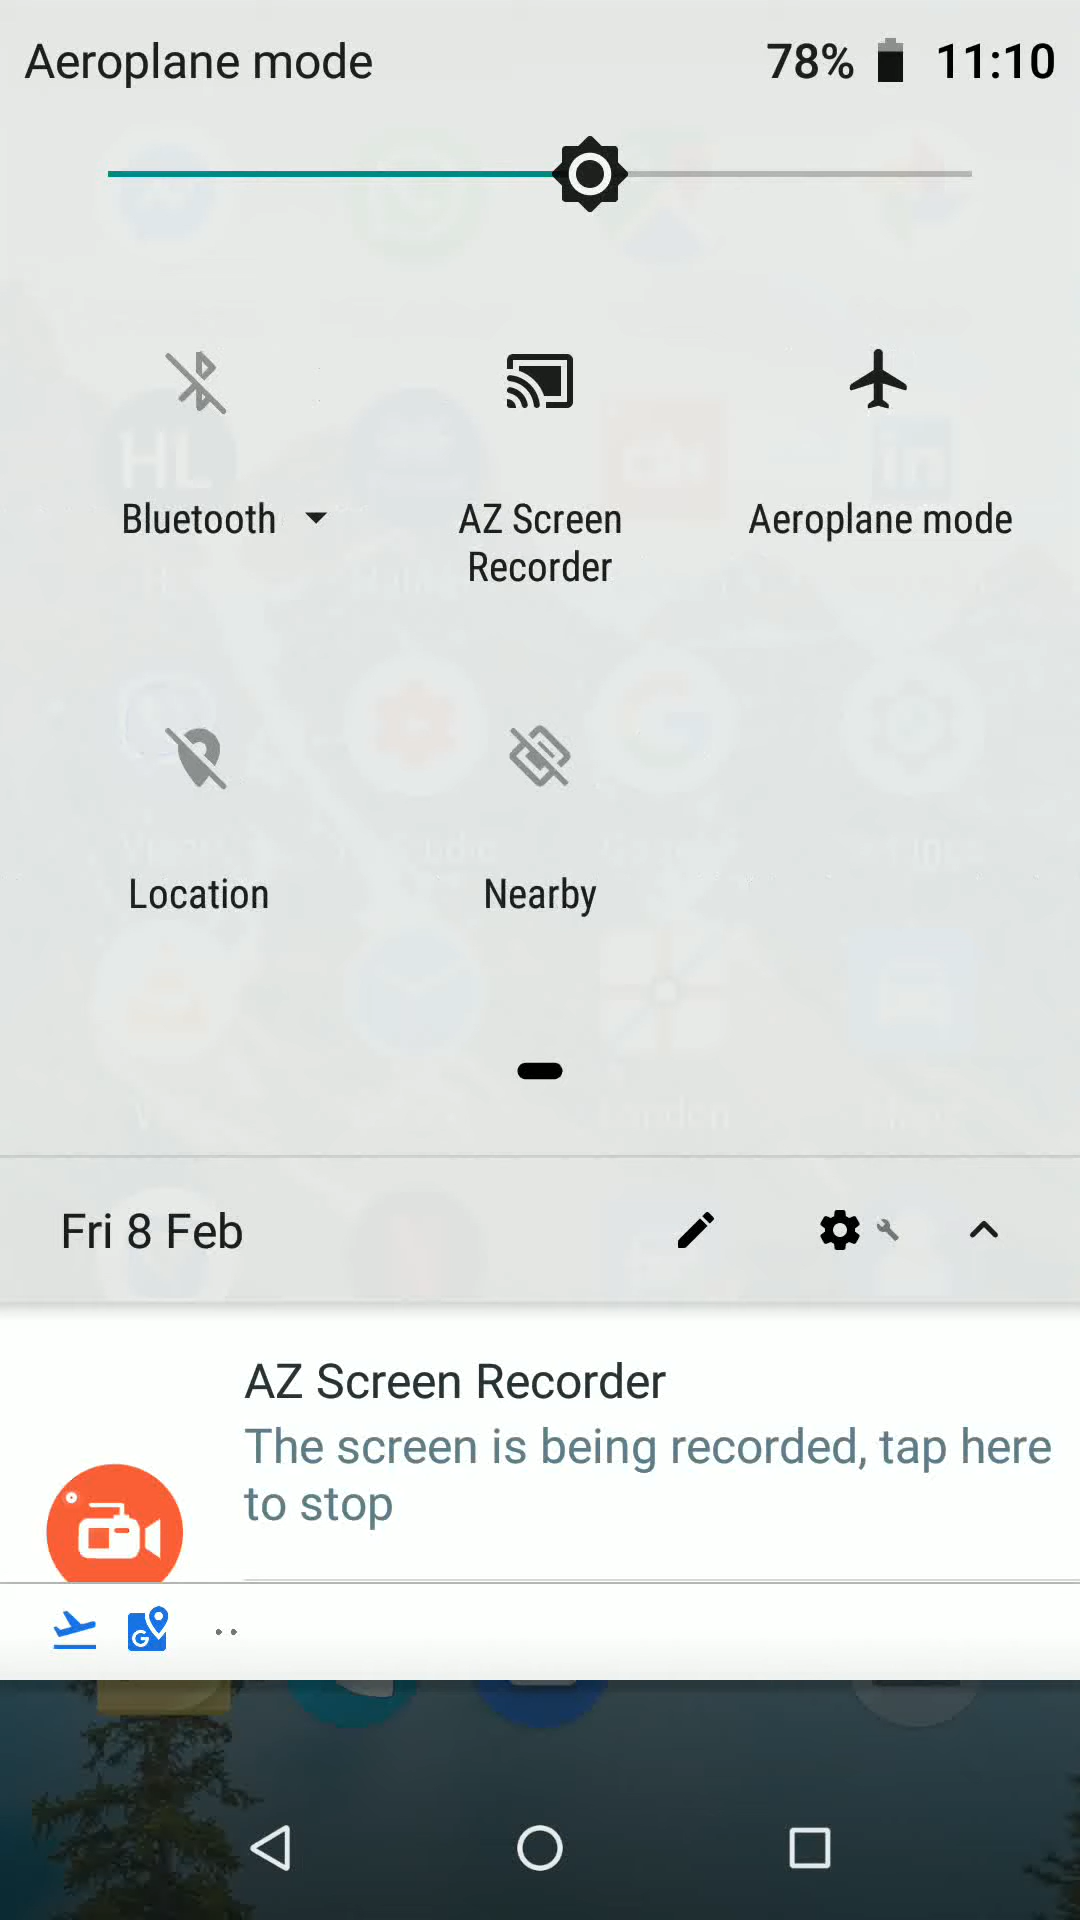 Aeroplane mode 78% 11:10
Bluetooth
AZ Screen
Recorder
Aeroplane mode
Location
Nearby
Fri 8 Feb
AZ Screen Recorder
The screen is being recorded, tap here
to stop